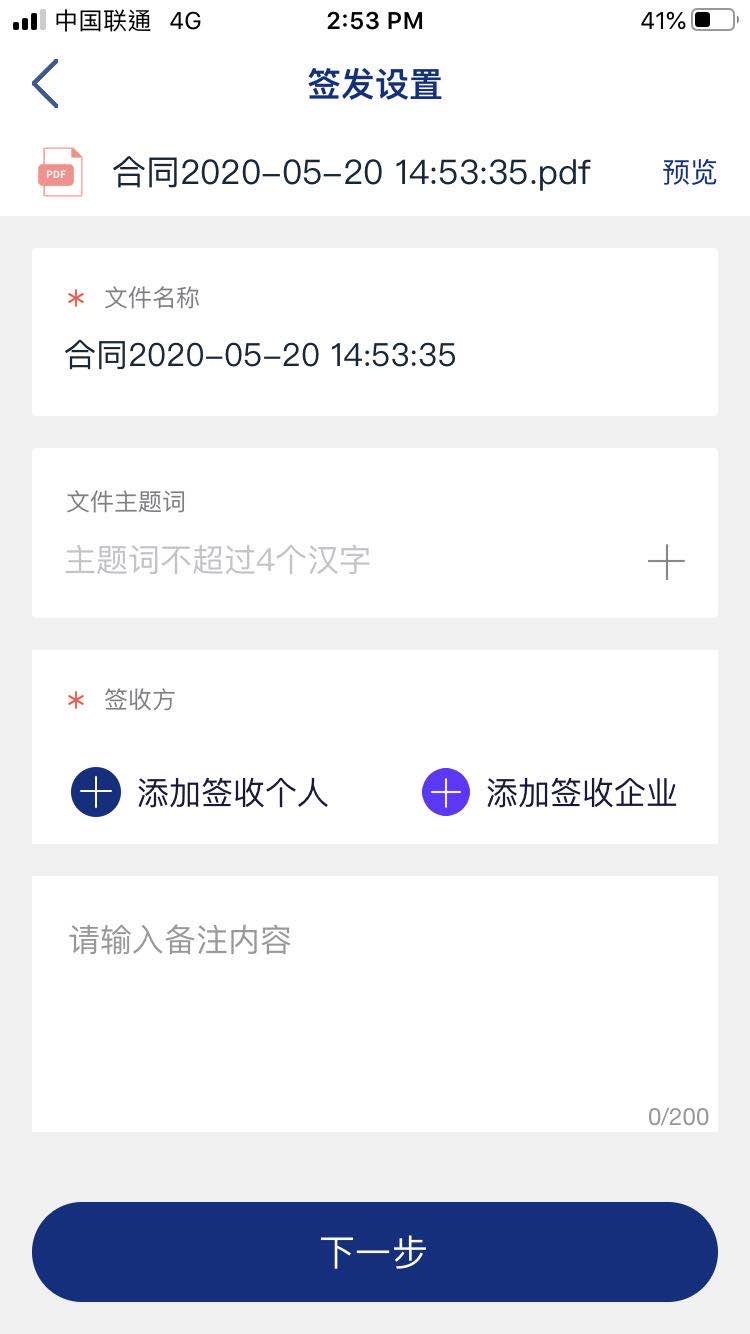 中国联通 4G 2:53 PM 41%
签发设置
PDF 合同2020-05-20 14:53:35.pdf 预览
* 文件名称
合同2020-05-20 14:53:35
文件主题词
主题词不超过4个汉字
* 签收方
添加签收个人 添加签收企业
请输入备注内容
0/200
下一步